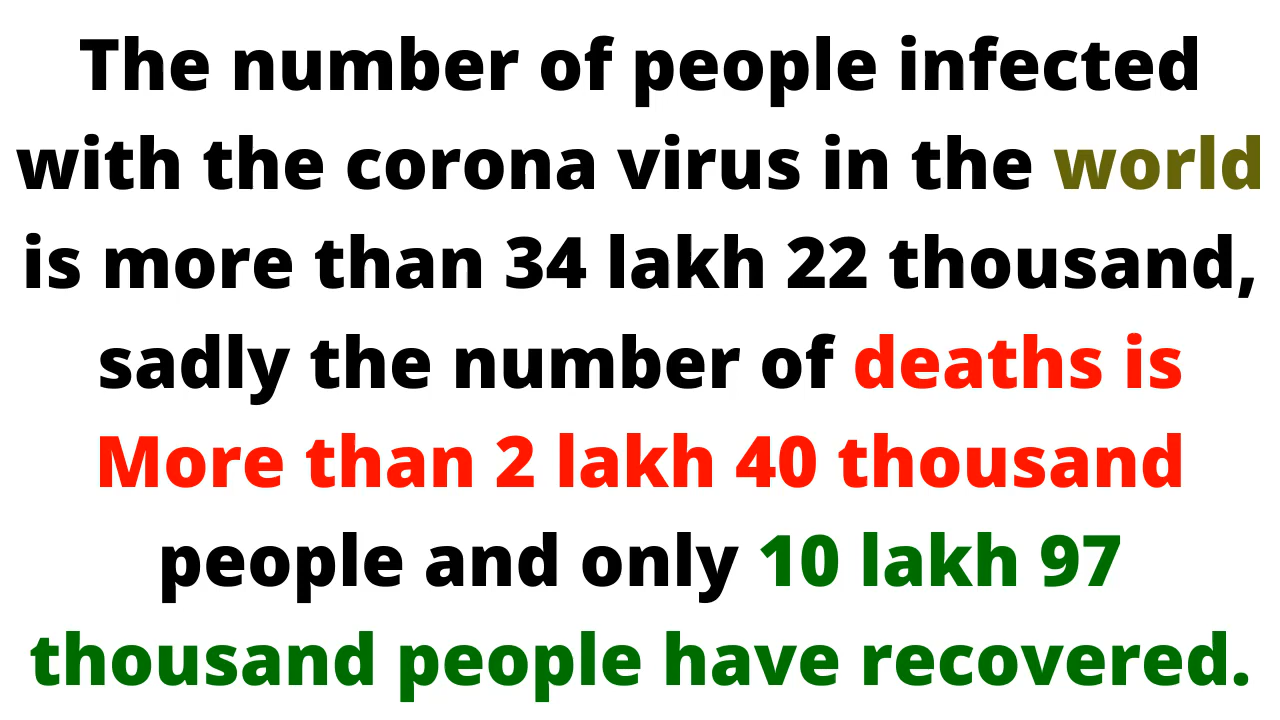 The number of people infected
with the corona virus in the world
is more than 34 lakh 22 thousand,
sadly the number of deaths is
More than 2 lakh 40 thousand
people and only 10 lakh 97
thousand people have recovered.